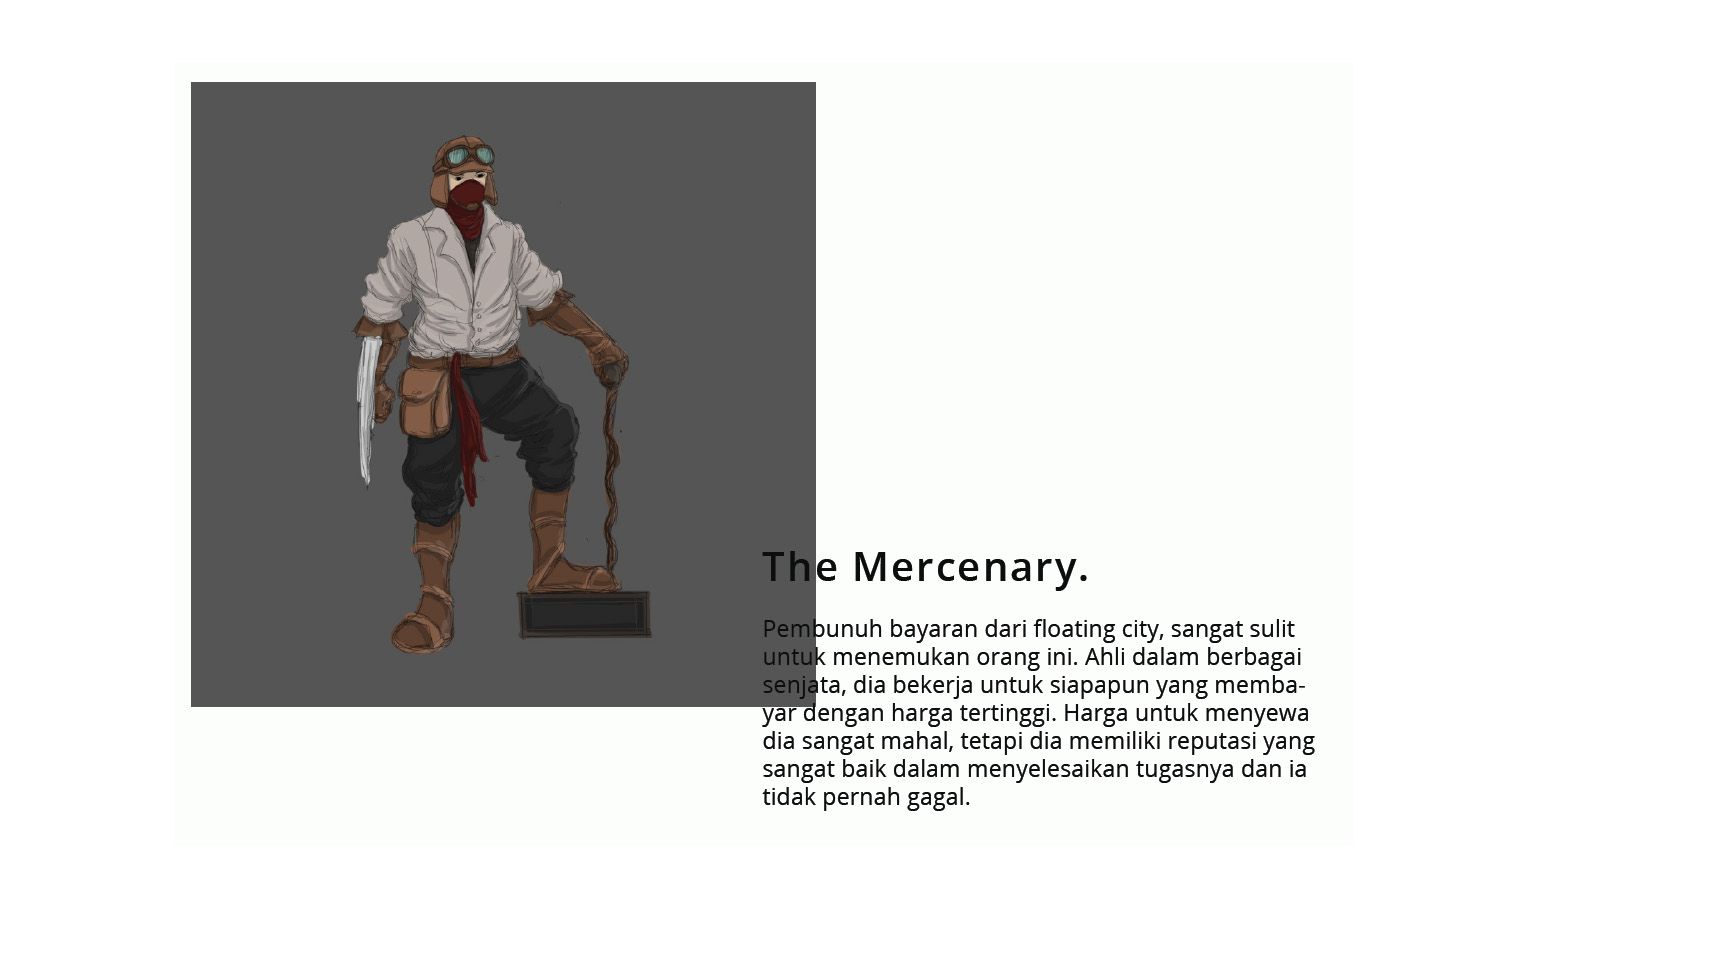 The Mercenary.
Pembunuh bayaran dari floating city, sangat sulit
untuk menemukan orang ini. Ahli dalam berbagai
senjata, dia bekerja untuk siapapun yang memba-
yar dengan harga tertinggi. Harga untuk menyewa
dia sangat mahal, tetapi dia memiliki reputasi yang
sangat baik dalam menyelesaikan tugasnya dan ia
tidak pernah gagal.